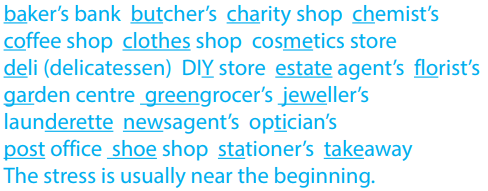 baker's bank butcher's charity shop chemist's
coffee shop clothes shop cosmetics store
deli (delicatessen) DIY store estate agent's florist's
garden centre greengrocer's jeweller's
launderette newsagent's optician's
post office shoe shop stationer's takeaway
The stress is usually near the beginning.